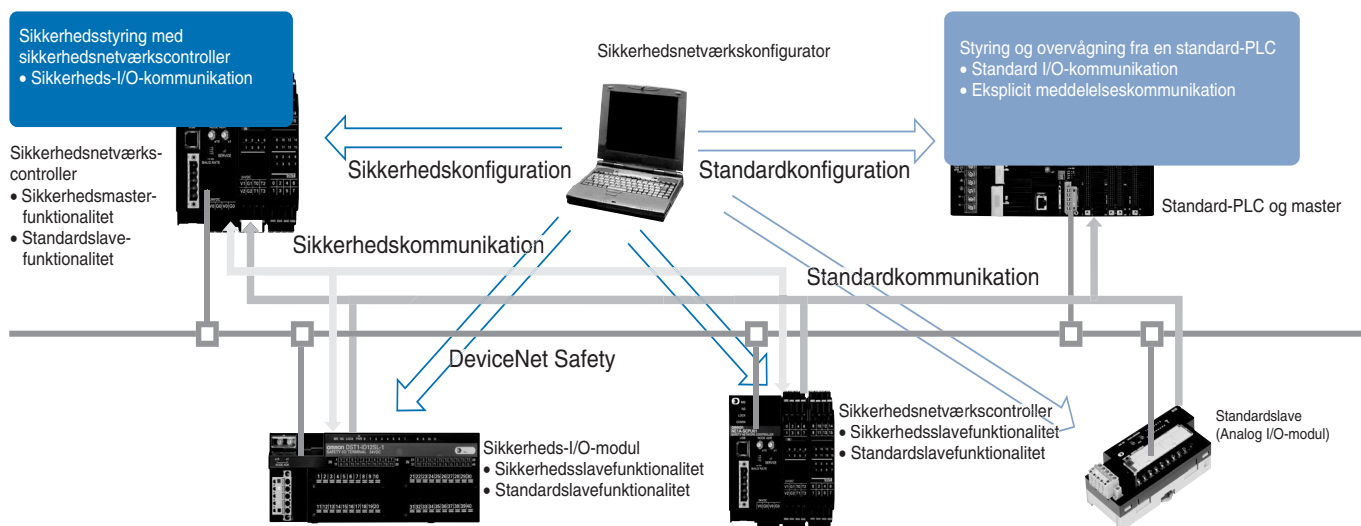 Sikkerhedsstyring med
sikkerhedsnetværkscontroller
• Sikkerheds-I/O-kommunikation
Sikkerhedsnetværkskonfigurator
Styring og overvågning fra en standard-PLC
• Standard I/O-kommunikation
• Eksplicit meddelelseskommunikation
Sikkerhedsnetværks-
controller
• Sikkerhedsmaster-
funktionalitet
• Standardslave-
funktionalitet
Sikkerhedskonfiguration
Standardkonfiguration
Standard-PLC og master
Sikkerhedskommunikation
Standardkommunikation
DeviceNet Safety
Sikkerheds-I/O-modul
• Sikkerhedsslavefunktionalitet
• Standardslavefunktionalitet
Sikkerhedsnetværkscontroller
• Sikkerhedsslavefunktionalitet
• Standardslavefunktionalitet
Standardslave
(Analog I/O-modul)